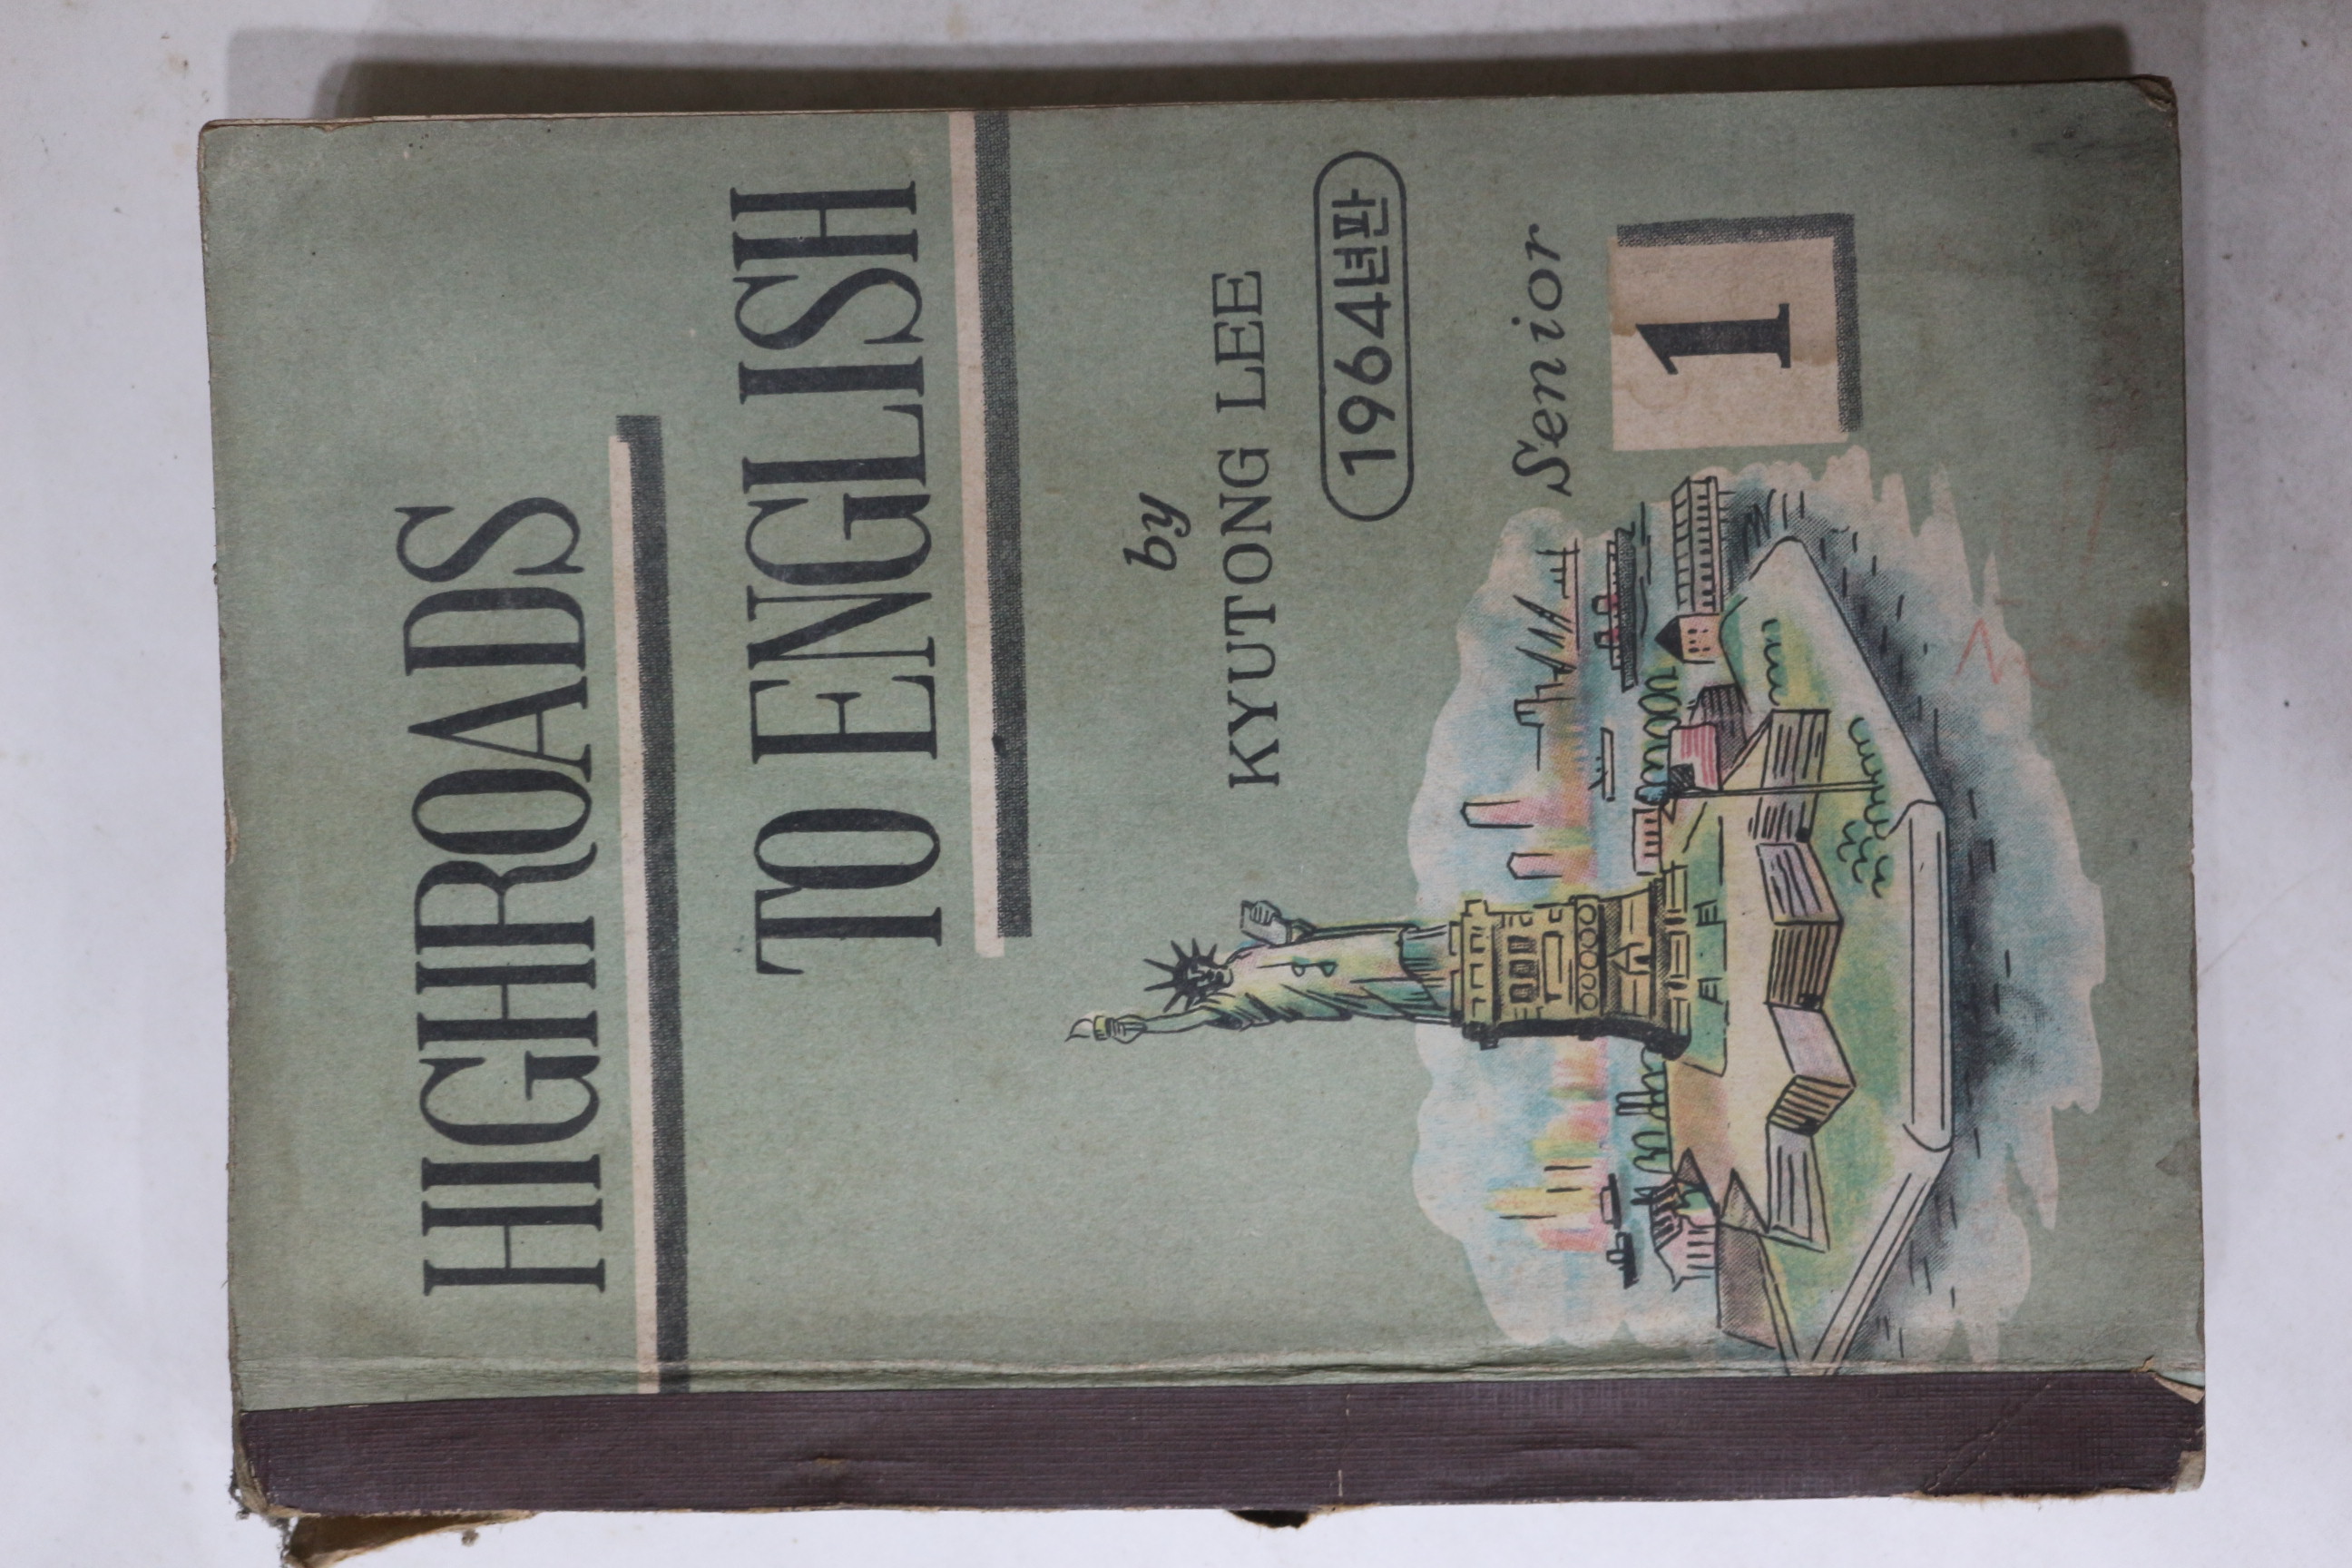 HIGHROADS
TO ENGLISH
by
KYUTONG LEE
1964년판
Senior
1